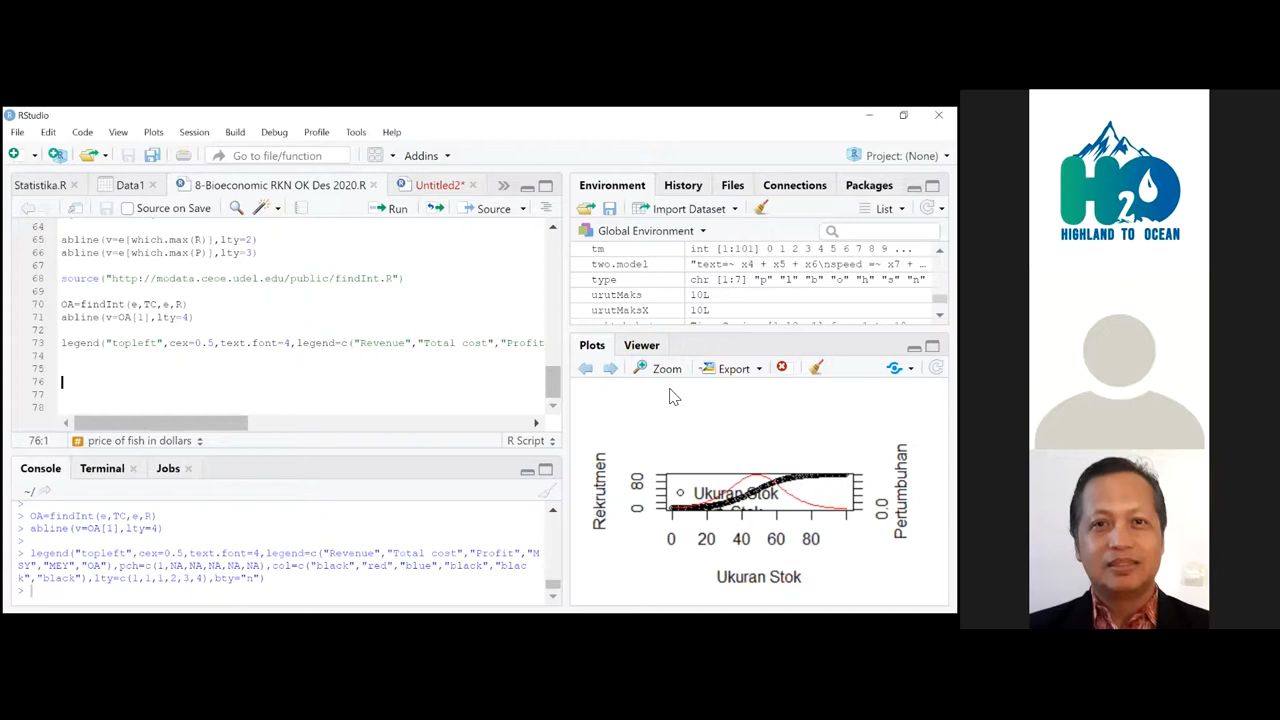 RStudio
File Edit Code View Plots Session Build Debug Profile Tools Help
Go to file/function Addins Project: (None)
Statistika.R Data1 8-Bioeconomic RKN OK Des 2020.R Untitled2*
Source on Save Run Source
64
65 abline(v=e[which.max(R)],lty=2)
66 abline(v=e[which.max(P)],lty=3)
67
68 source("http://modata.ceoe.udel.edu/public/findInt.R")
69
70 OA=findInt(e,TC,e,R)
71 abline(v=OA[1],lty=4)
72
73 legend("topleft",cex=0.5,text.font=4,legend=c("Revenue","Total cost","Profit
74
75
76
77
78
76:1 price of fish in dollars R Script
Console Terminal Jobs
~/
>
> OA=findInt(e,TC,e,R)
> abline(v=OA[1],lty=4)
>
> legend("topleft",cex=0.5,text.font=4,legend=c("Revenue","Total cost","Profit","M
SY","MEY","OA"),pch=c(1,NA,NA,NA,NA,NA),col=c("black","red","blue","black","blac
k","black"),lty=c(1,1,1,2,3,4),bty="n")
>
Environment History Files Connections Packages
Import Dataset List
Global Environment
tm int [1:101] 0 1 2 3 4 5 6 7 8 9 ...
two.model "text=~ x4 + x5 + x6\nspeed =~ x7 + …
type chr [1:7] "p" "l" "b" "o" "h" "s" "n"
urutMaks 10L
urutMaksX 10L
Plots Viewer
Zoom Export
Rekrutmen
0 80
Ukuran Stok
0.0
Pertumbuhan
0 20 40 60 80
Ukuran Stok
H2O
HIGHLAND TO OCEAN